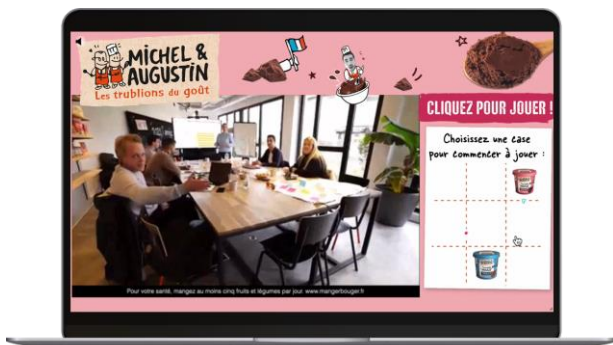 MiCHEL &
AUGUSTiN
Les trublions du goût
CLIQUEZ POUR JOUER !
Choisissez une case
pour commencer à jouer :
Pour votre santé, mangez au moins cinq fruits et légumes par jour. www.mangerbouger.fr